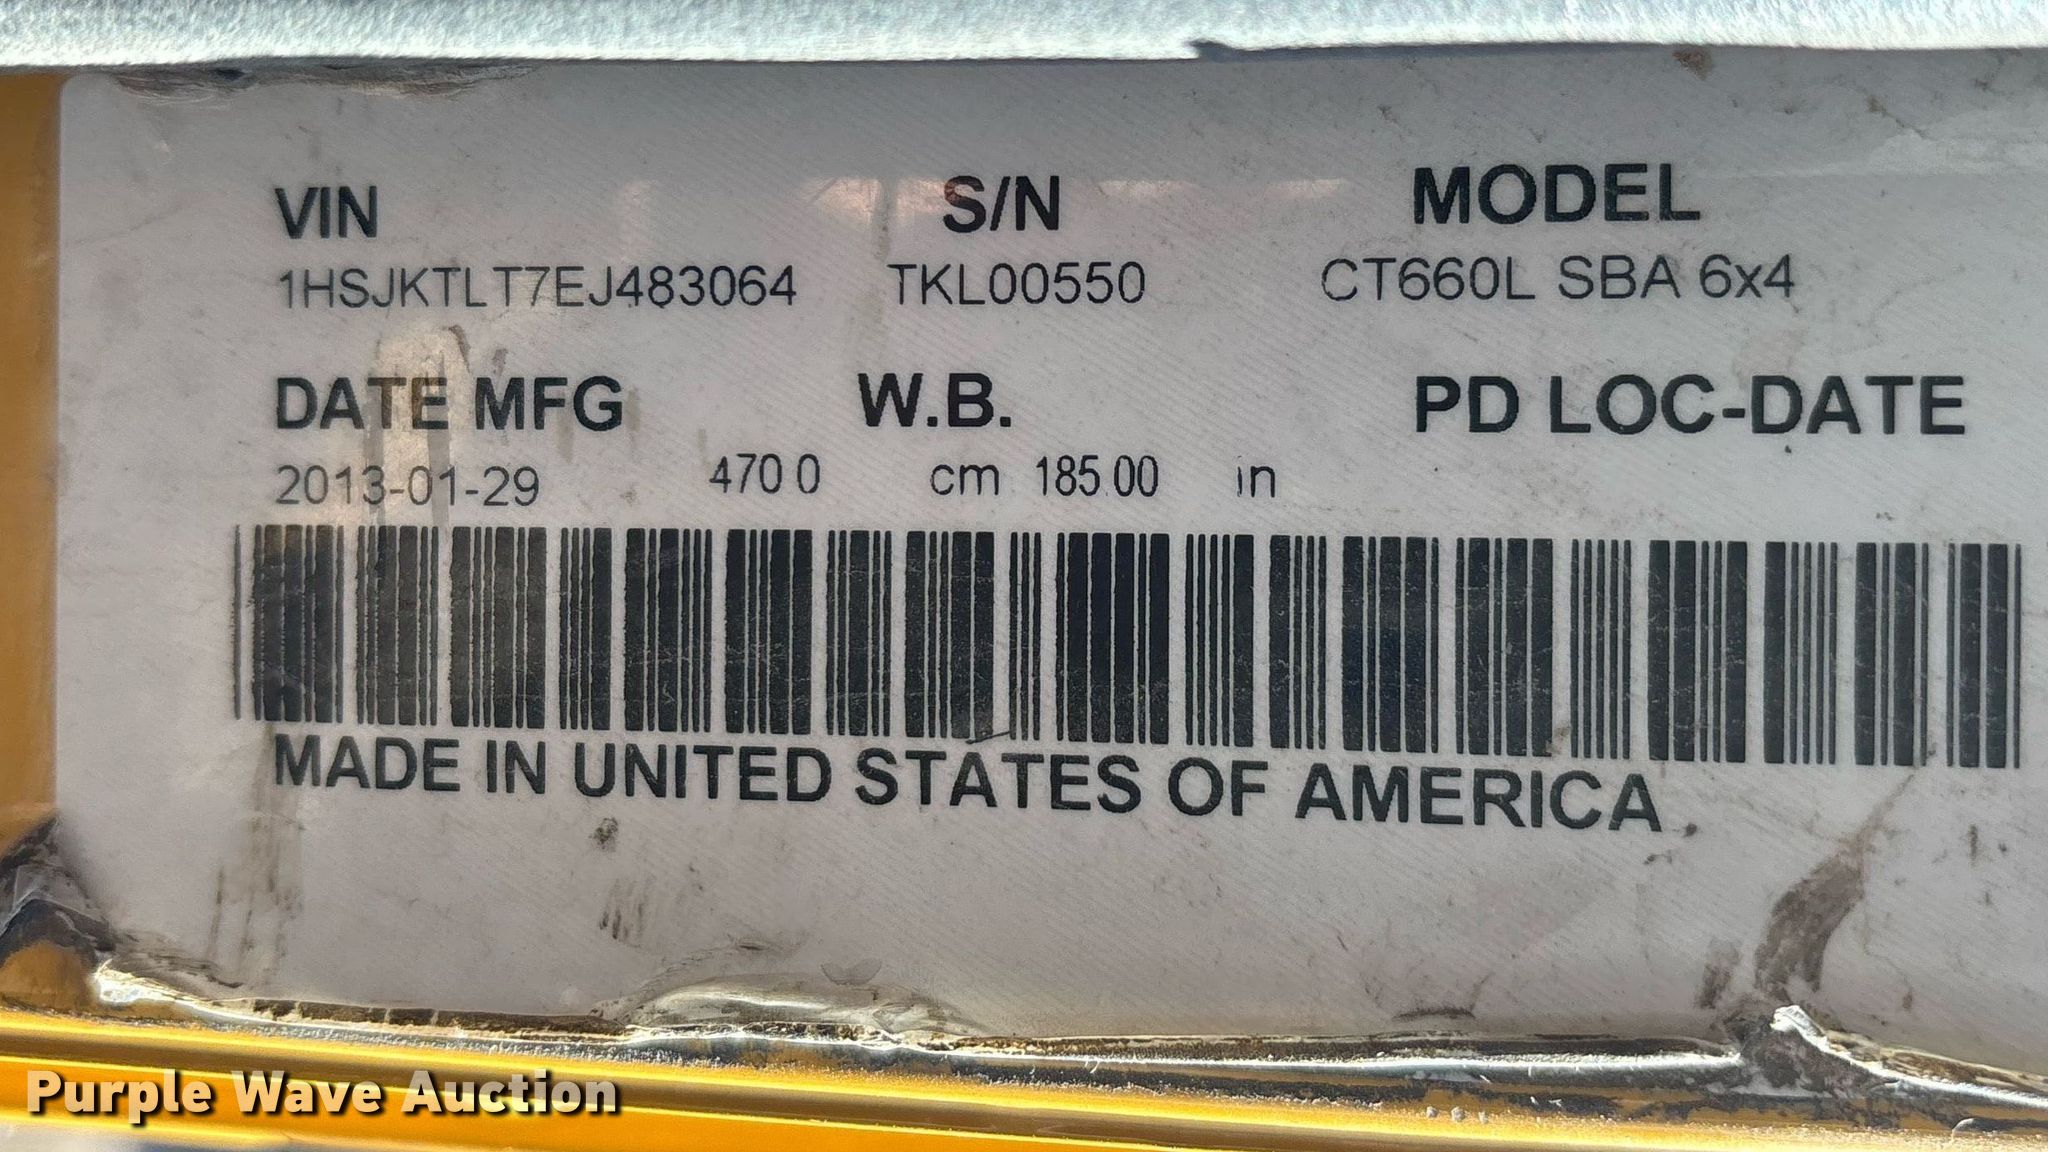 VIN S/N MODEL
1HSJKTLT7EJ483064 TKL00550 CT660L SBA 6x4
DATE MFG W.B. PD LOC-DATE
2013-01-29 470 0 cm 185.00 in
MADE IN UNITED STATES OF AMERICA
Purple Wave Auction